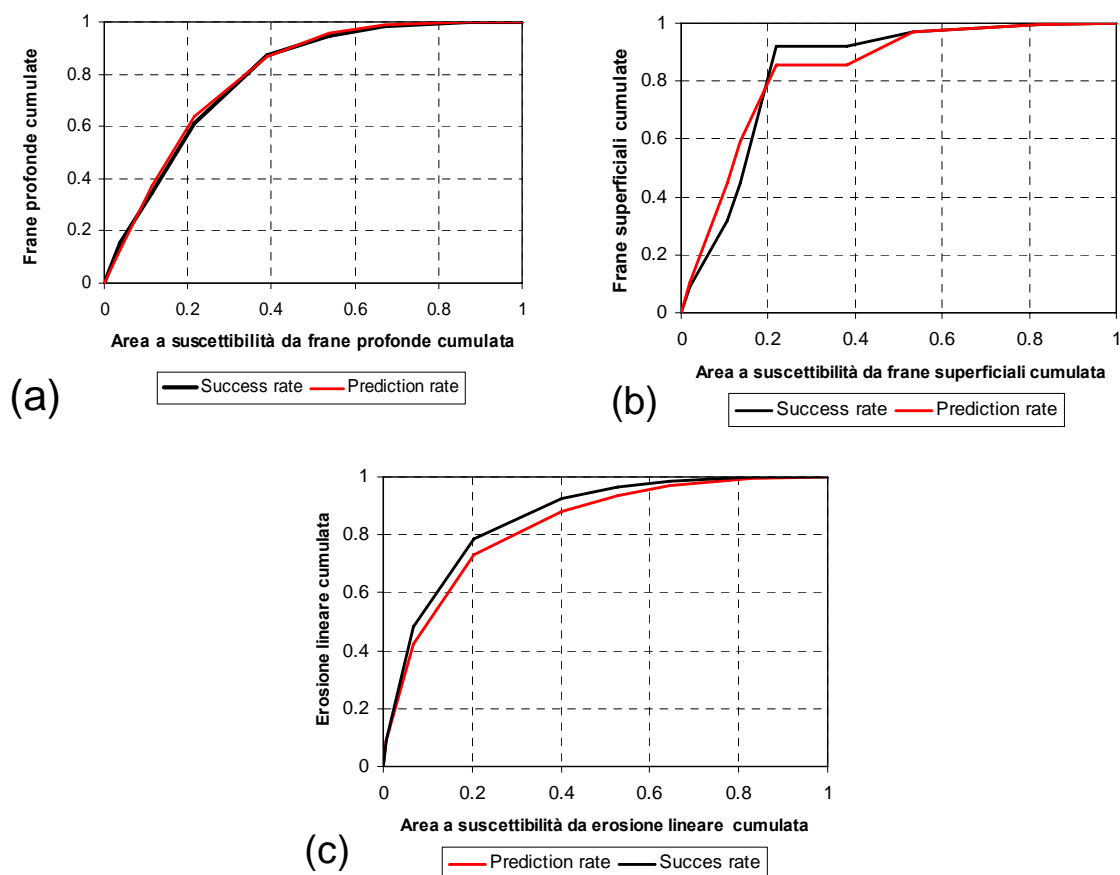 Frane profonde cumulate
1
0.8
0.6
0.4
0.2
0
0 0.2 0.4 0.6 0.8 1
Area a suscettibilità da frane profonde cumulata
Success rate Prediction rate
(a)
Frane superficiali cumulate
1
0.8
0.6
0.4
0.2
0
0 0.2 0.4 0.6 0.8 1
Area a suscettibilità da frane superficiali cumulata
Success rate Prediction rate
(b)
Erosione lineare cumulata
1
0.8
0.6
0.4
0.2
0
0 0.2 0.4 0.6 0.8 1
Area a suscettibilità da erosione lineare cumulata
Prediction rate Succes rate
(c)